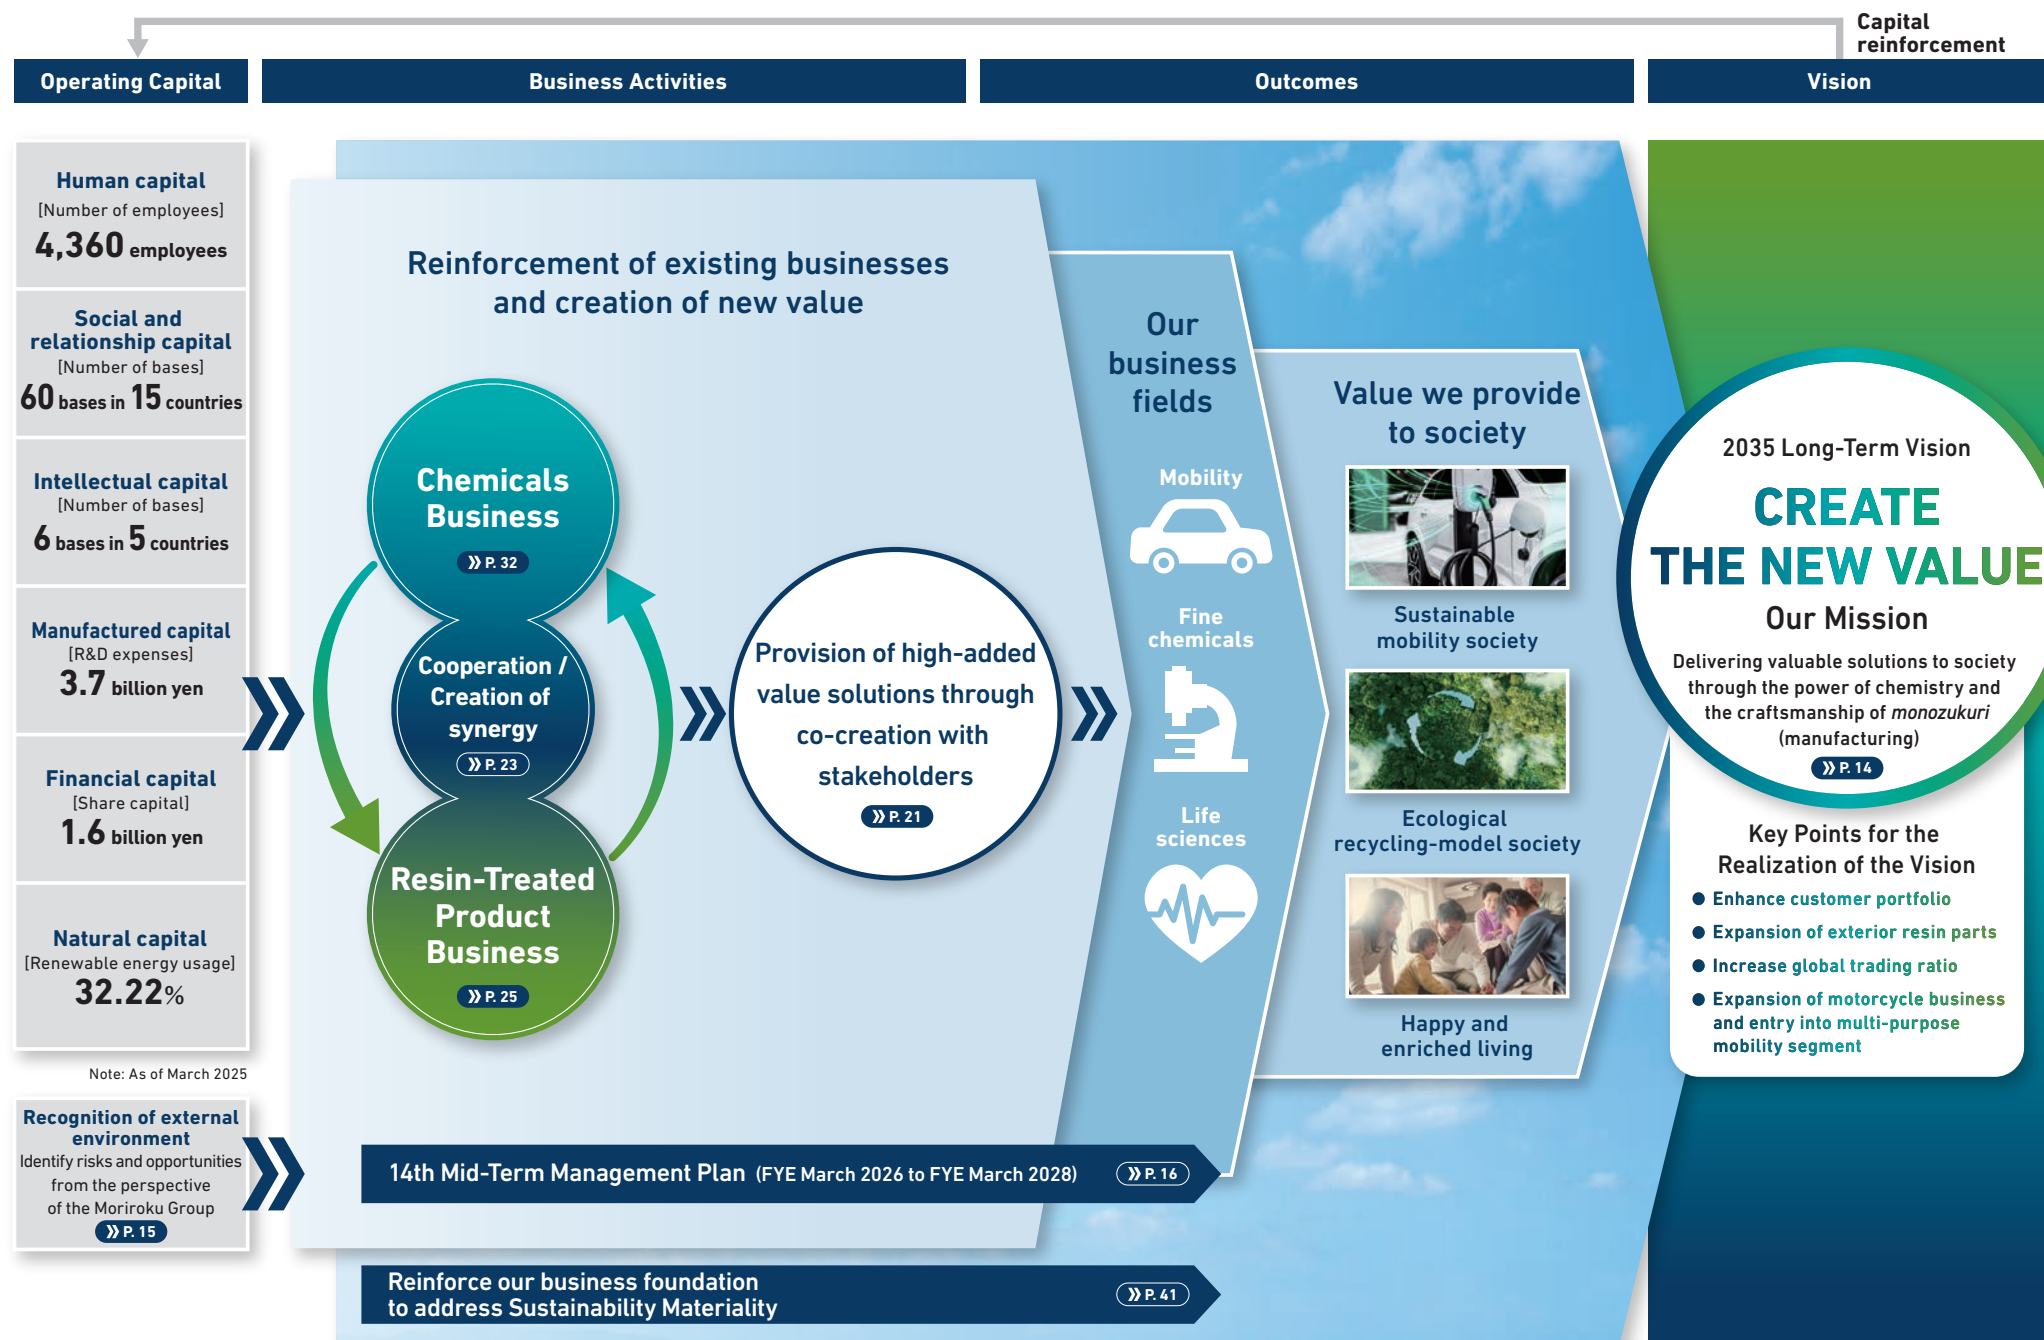 Capital
reinforcement
Operating Capital
Business Activities
Outcomes
Vision
Human capital
[Number of employees]
4,360 employees
Social and
relationship capital
[Number of bases]
60 bases in 15 countries
Intellectual capital
[Number of bases]
6 bases in 5 countries
Manufactured capital
[R&D expenses]
3.7 billion yen
Financial capital
[Share capital]
1.6 billion yen
Natural capital
[Renewable energy usage]
32.22%
Note: As of March 2025
Recognition of external
environment
Identify risks and opportunities
from the perspective
of the Moriroku Group
P. 15
Reinforcement of existing businesses
and creation of new value
Chemicals
Business
P. 32
Cooperation /
Creation of
synergy
P. 23
Resin-Treated
Product
Business
P. 25
Provision of high-added
value solutions through
co-creation with
stakeholders
P. 21
14th Mid-Term Management Plan (FYE March 2026 to FYE March 2028)
P. 16
Reinforce our business foundation
to address Sustainability Materiality
P. 41
Our
business
fields
Mobility
Fine
chemicals
Life
sciences
Value we provide
to society
Sustainable
mobility society
Ecological
recycling-model society
Happy and
enriched living
2035 Long-Term Vision
CREATE
THE NEW VALUE
Our Mission
Delivering valuable solutions to society
through the power of chemistry and
the craftsmanship of monozukuri
(manufacturing)
P. 14
Key Points for the
Realization of the Vision
● Enhance customer portfolio
● Expansion of exterior resin parts
● Increase global trading ratio
● Expansion of motorcycle business
and entry into multi-purpose
mobility segment